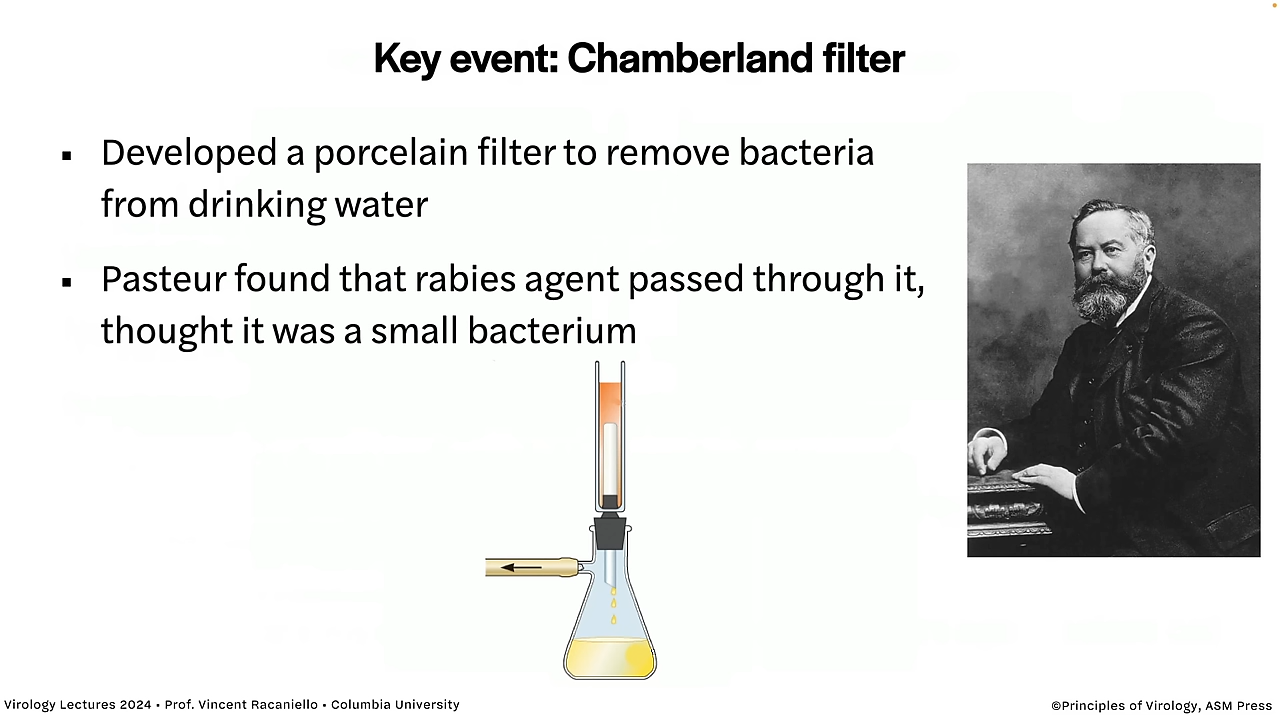 Key event: Chamberland filter
▪ Developed a porcelain filter to remove bacteria
from drinking water
▪ Pasteur found that rabies agent passed through it,
thought it was a small bacterium
Virology Lectures 2024 • Prof. Vincent Racaniello • Columbia University
©Principles of Virology, ASM Press